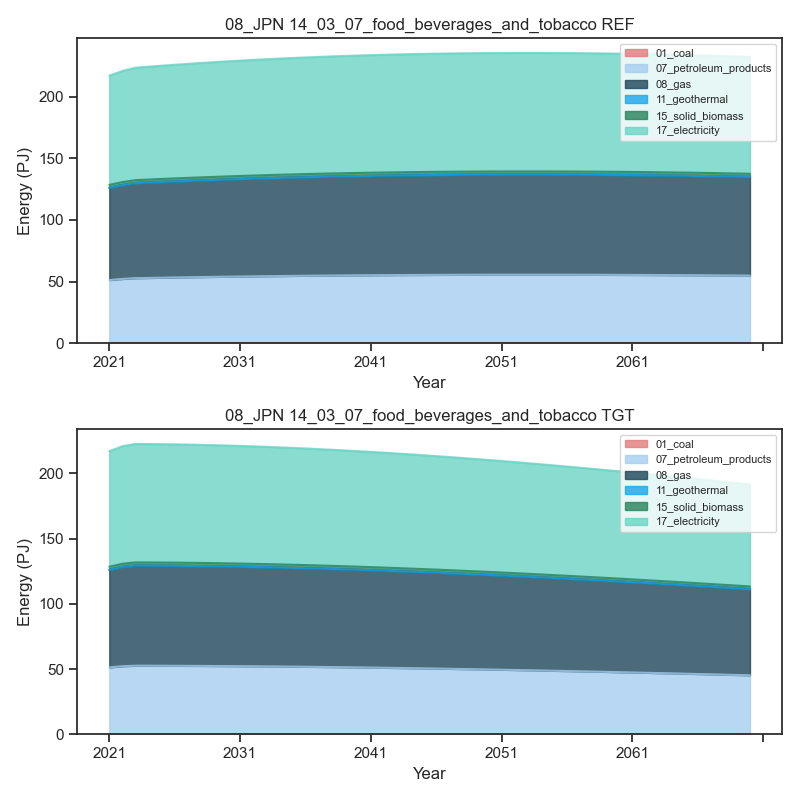 08_JPN 14_03_07_food_beverages_and_tobacco REF
01_coal
07_petroleum_products
08_gas
11_geothermal
15_solid_biomass
17_electricity
Energy (PJ)
200
150
100
50
0
2021 2031 2041 2051 2061
Year
08_JPN 14_03_07_food_beverages_and_tobacco TGT
01_coal
07_petroleum_products
08_gas
11_geothermal
15_solid_biomass
17_electricity
Energy (PJ)
200
150
100
50
0
2021 2031 2041 2051 2061
Year